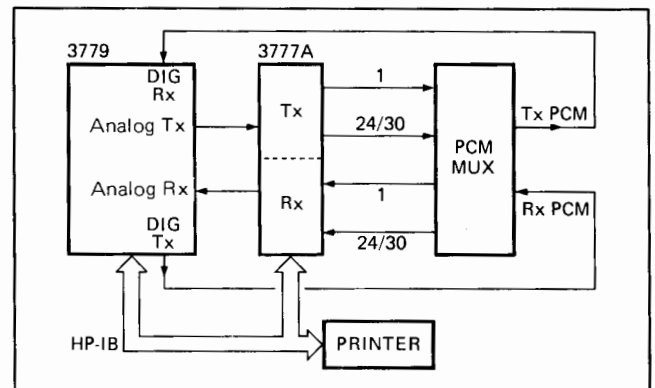 3779
3777A
DIG
Rx
Analog Tx
Analog Rx
DIG
Tx
Tx
Rx
1
24/30
1
24/30
PCM
MUX
Tx PCM
Rx PCM
HP-IB
PRINTER